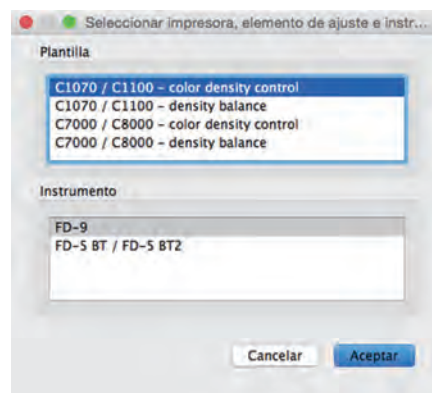 Seleccionar impresora, elemento de ajuste e instr...
Plantilla
C1070 / C1100 – color density control
C1070 / C1100 – density balance
C7000 / C8000 – color density control
C7000 / C8000 – density balance
Instrumento
FD-9
FD-5 BT / FD-5 BT2
Cancelar
Aceptar